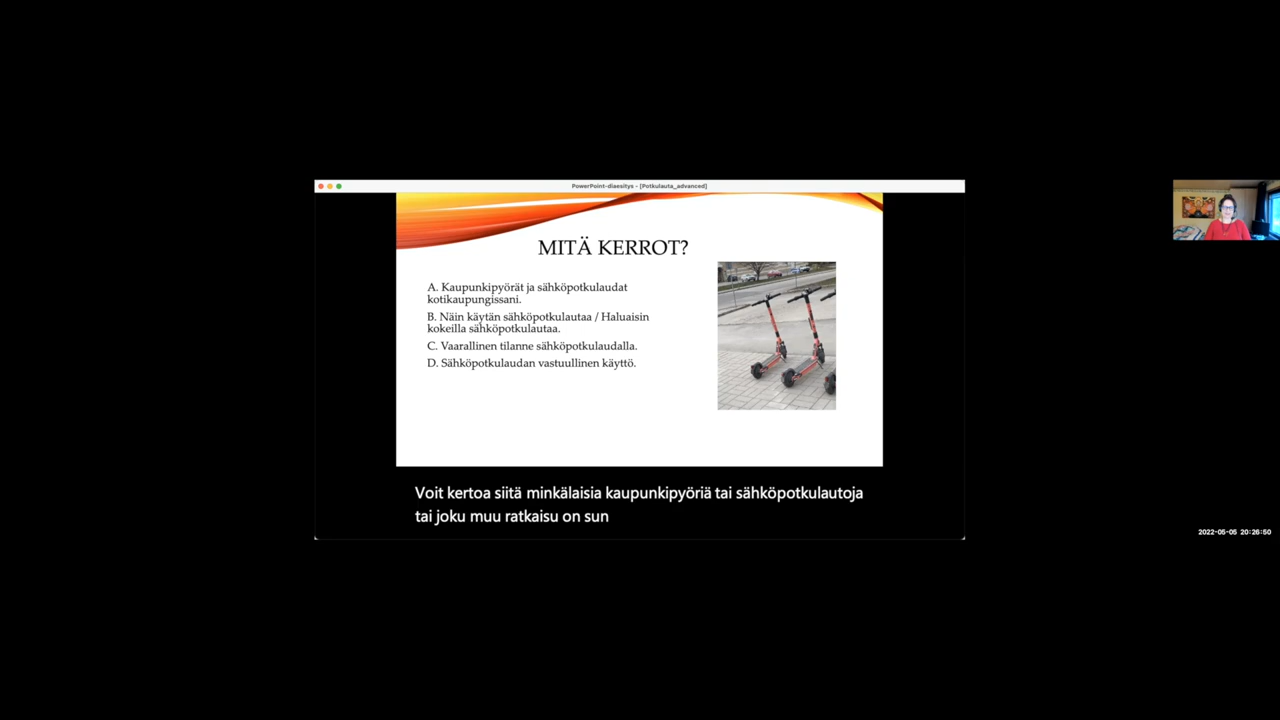 PowerPoint-diaesitys - [Potkulauta_advanced]
MITÄ KERROT?
A. Kaupunkipyörät ja sähköpotkulaudat
kotikaupungissani.
B. Näin käytän sähköpotkulautaa / Haluaisin
kokeilla sähköpotkulautaa.
C. Vaarallinen tilanne sähköpotkulaudalla.
D. Sähköpotkulaudan vastuullinen käyttö.
Voit kertoa siitä minkälaisia kaupunkipyöriä tai sähköpotkulautoja
tai joku muu ratkaisu on sun
2022-05-05 20:26:50